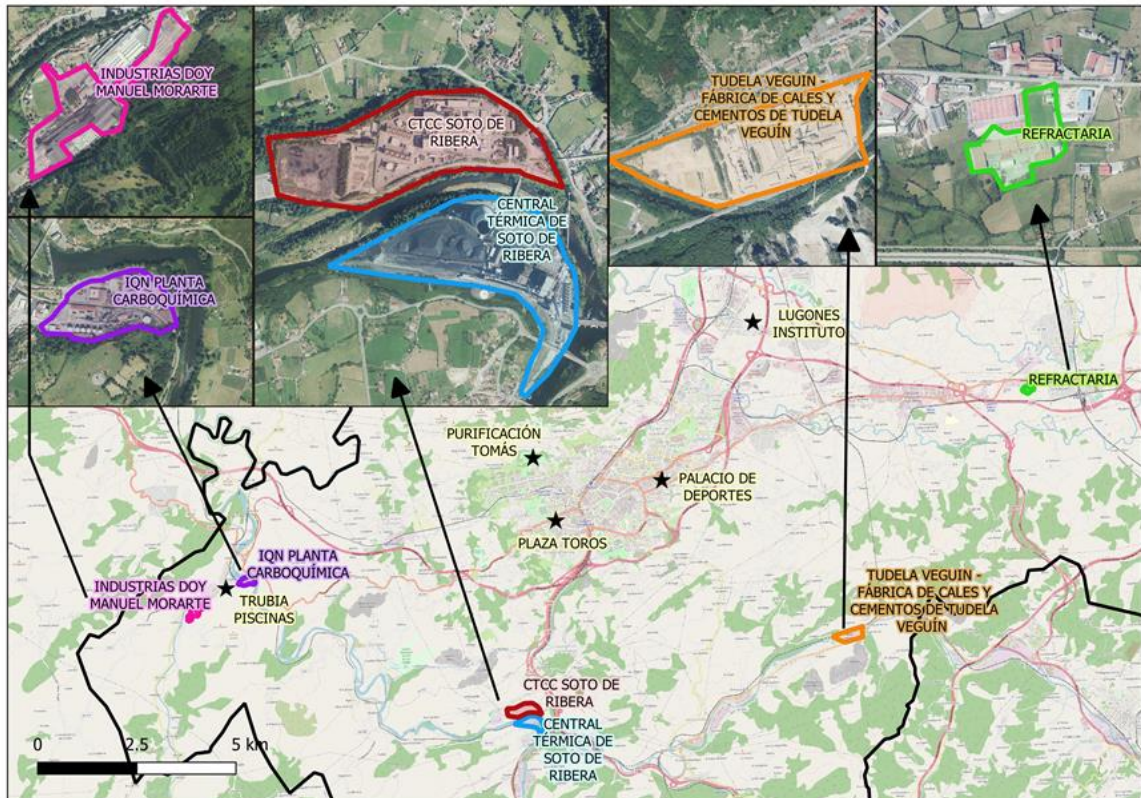 INDUSTRIAS DOY
MANUEL MORARTE
IQN PLANTA
CARBOQUÍMICA
CTCC SOTO DE
RIBERA
CENTRAL
TÉRMICA DE
SOTO DE
RIBERA
TUDELA VEGUIN -
FÁBRICA DE CALES Y
CEMENTOS DE TUDELA
VEGUÍN
REFRACTARIA
LUGONES
INSTITUTO
REFRACTARIA
PURIFICACIÓN
TOMÁS
PALACIO DE
DEPORTES
PLAZA TOROS
IQN PLANTA
CARBOQUÍMICA
INDUSTRIAS DOY
MANUEL MORARTE
TRUBIA
PISCINAS
TUDELA VEGUIN -
FÁBRICA DE CALES Y
CEMENTOS DE TUDELA
VEGUÍN
CTCC SOTO DE
RIBERA
CENTRAL
TÉRMICA DE
SOTO DE
RIBERA
0 2.5 5 km